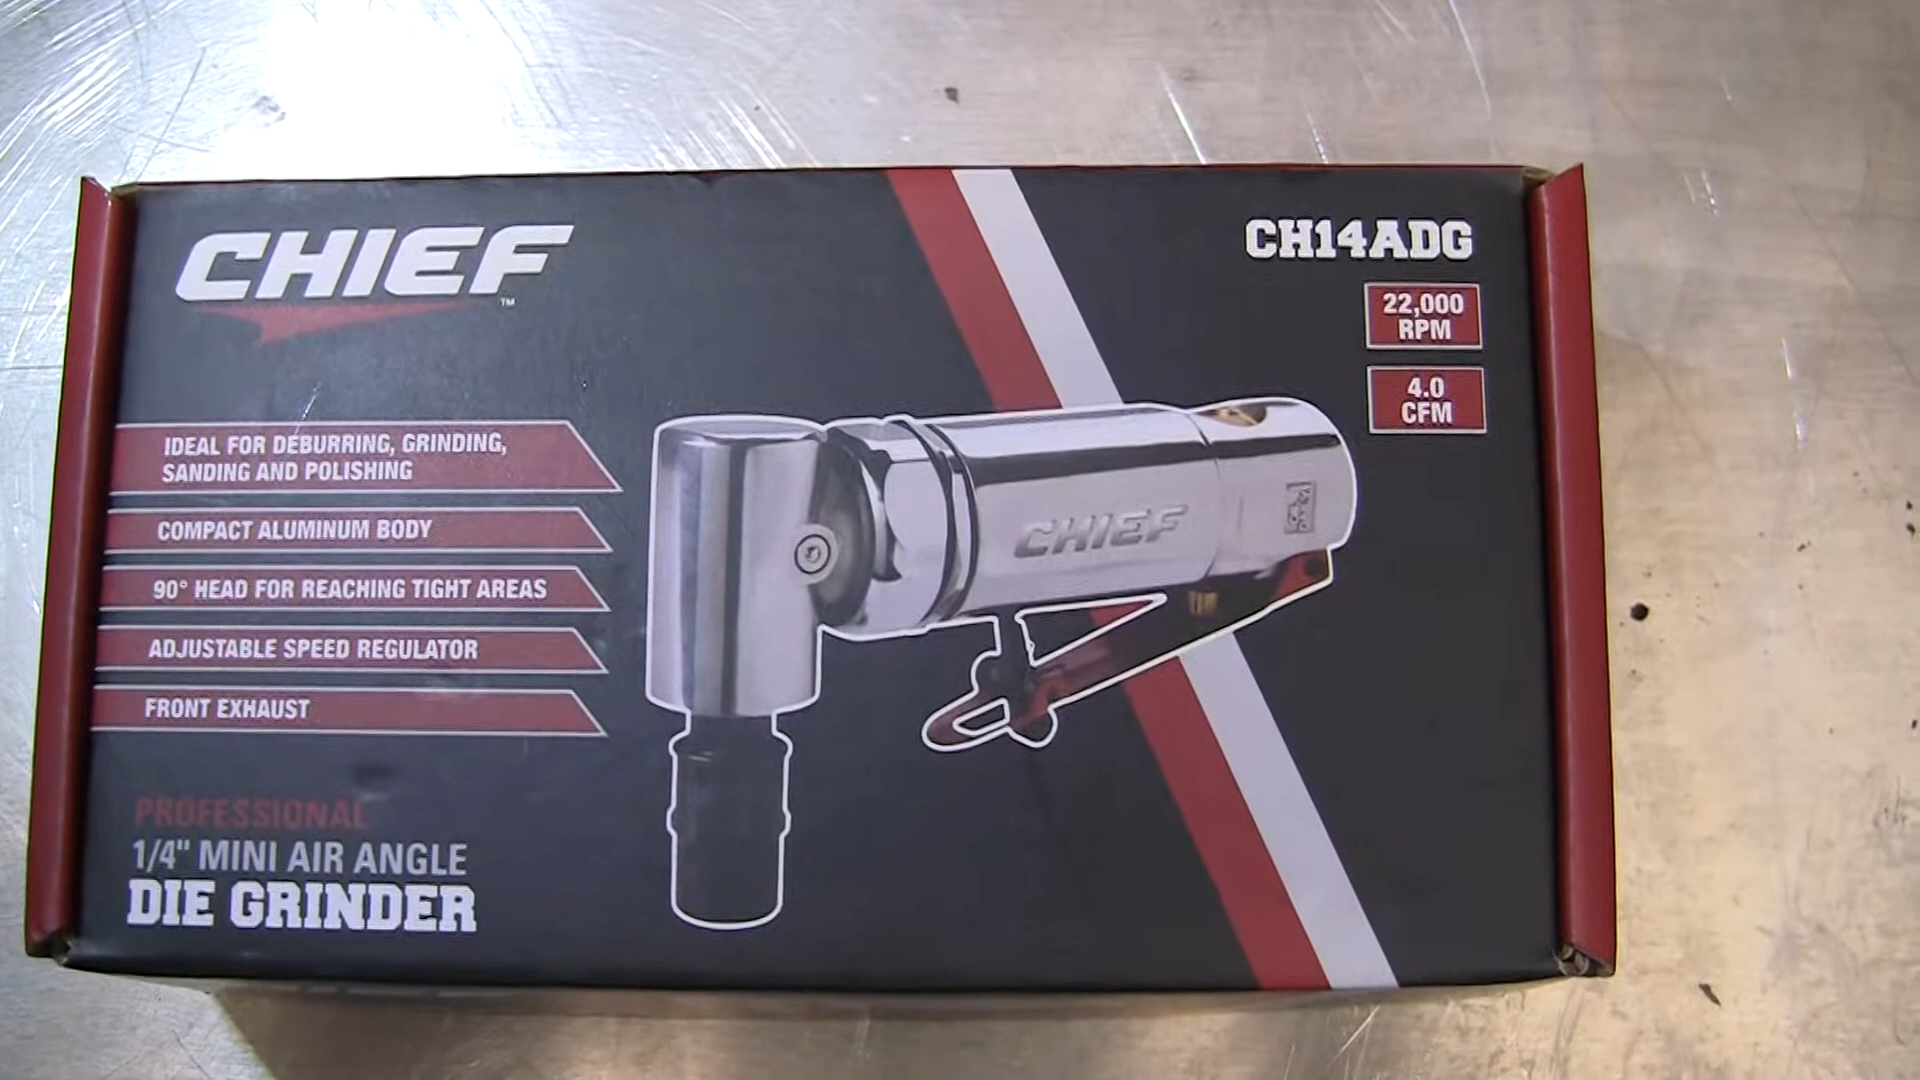 CHIEF
™
CH14ADG
22,000
RPM
4.0
CFM
IDEAL FOR DEBURRING, GRINDING,
SANDING AND POLISHING
COMPACT ALUMINUM BODY
90° HEAD FOR REACHING TIGHT AREAS
ADJUSTABLE SPEED REGULATOR
FRONT EXHAUST
CHIEF
PROFESSIONAL
1/4" MINI AIR ANGLE
DIE GRINDER